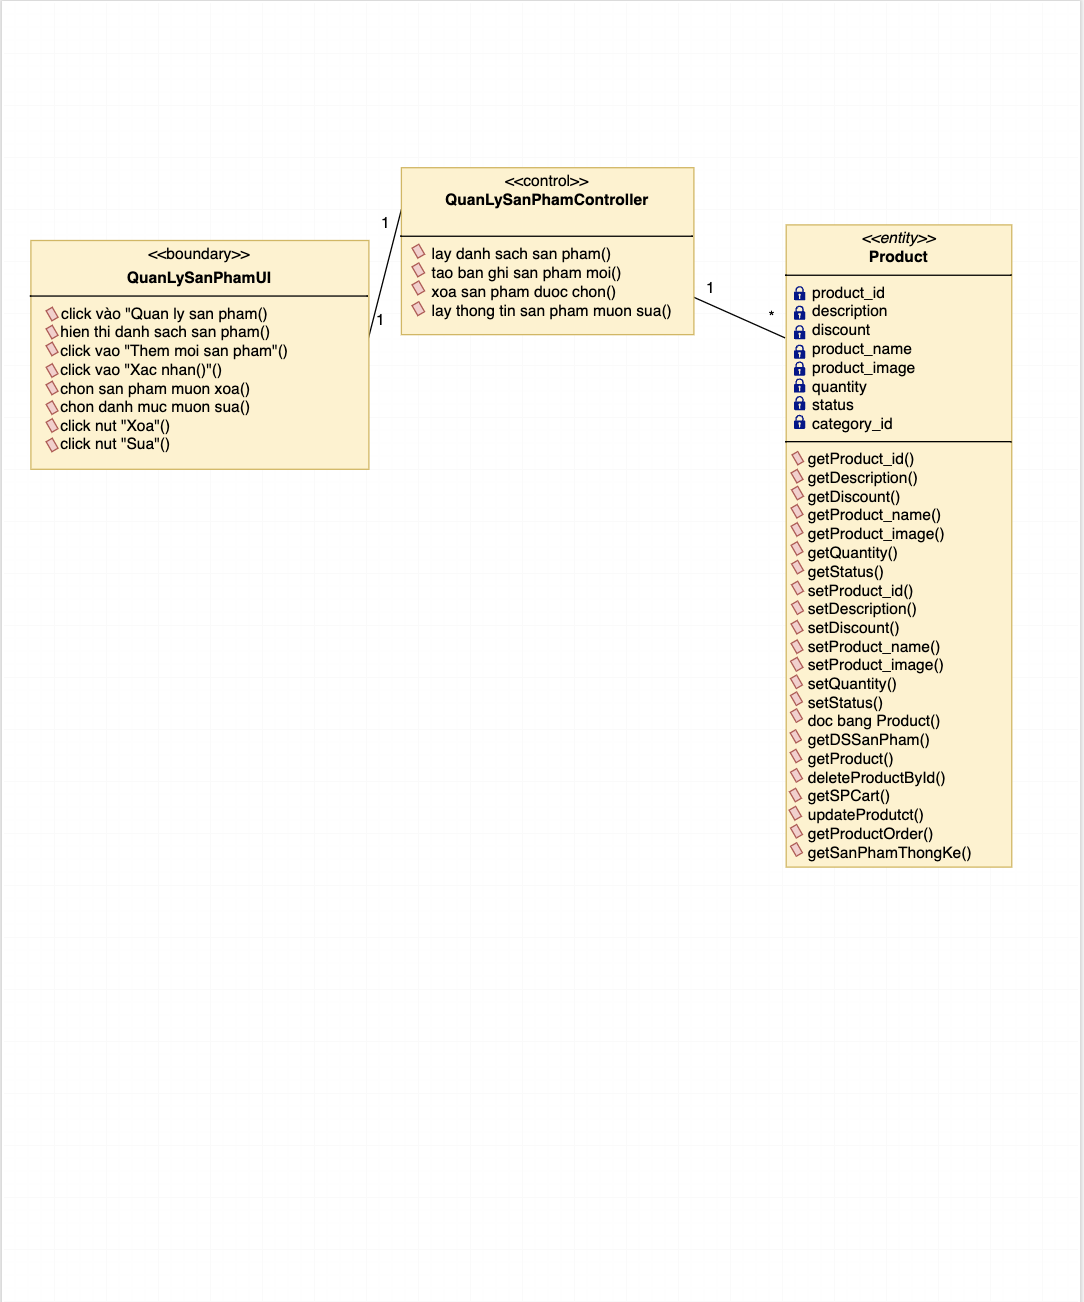 <<boundary>>
QuanLySanPhamUI
click vào "Quan ly san pham()
hien thi danh sach san pham()
click vao "Them moi san pham"()
click vao "Xac nhan()"()
chon san pham muon xoa()
chon danh muc muon sua()
click nut "Xoa"()
click nut "Sua"()
1
1
<<control>>
QuanLySanPhamController
lay danh sach san pham()
tao ban ghi san pham moi()
xoa san pham duoc chon()
lay thong tin san pham muon sua()
1
*
<<entity>>
Product
product_id
description
discount
product_name
product_image
quantity
status
category_id
getProduct_id()
getDescription()
getDiscount()
getProduct_name()
getProduct_image()
getQuantity()
getStatus()
setProduct_id()
setDescription()
setDiscount()
setProduct_name()
setProduct_image()
setQuantity()
setStatus()
doc bang Product()
getDSSanPham()
getProduct()
deleteProductById()
getSPCart()
updateProdutct()
getProductOrder()
getSanPhamThongKe()